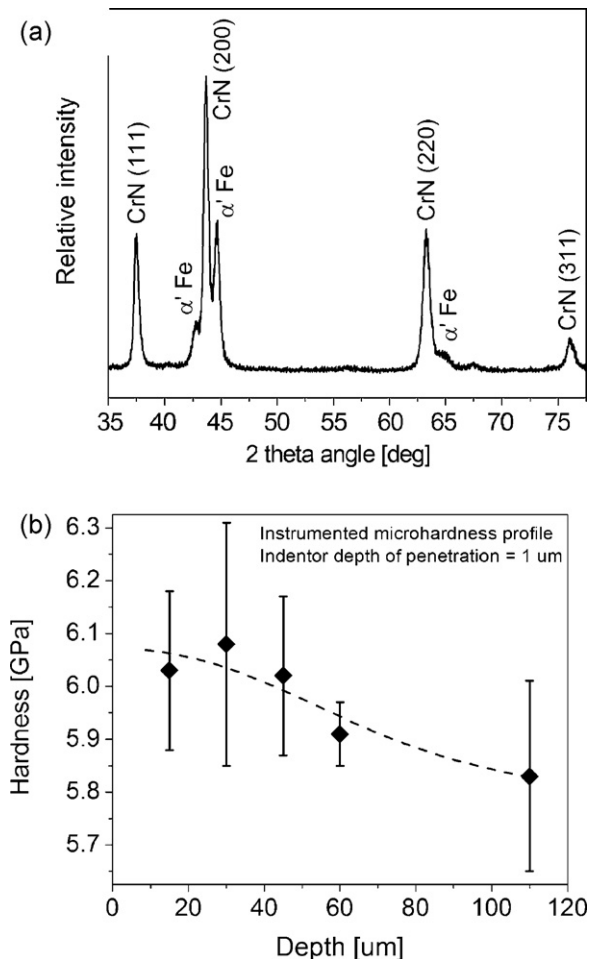 (a)
Relative intensity
CrN (111)
α' Fe
CrN (200)
α' Fe
CrN (220)
α' Fe
CrN (311)
35 40 45 50 55 60 65 70 75
2 theta angle [deg]
(b)
Instrumented microhardness profile
Indentor depth of penetration = 1 um
Hardness [GPa]
6.3
6.2
6.1
6.0
5.9
5.8
5.7
0 20 40 60 80 100 120
Depth [um]